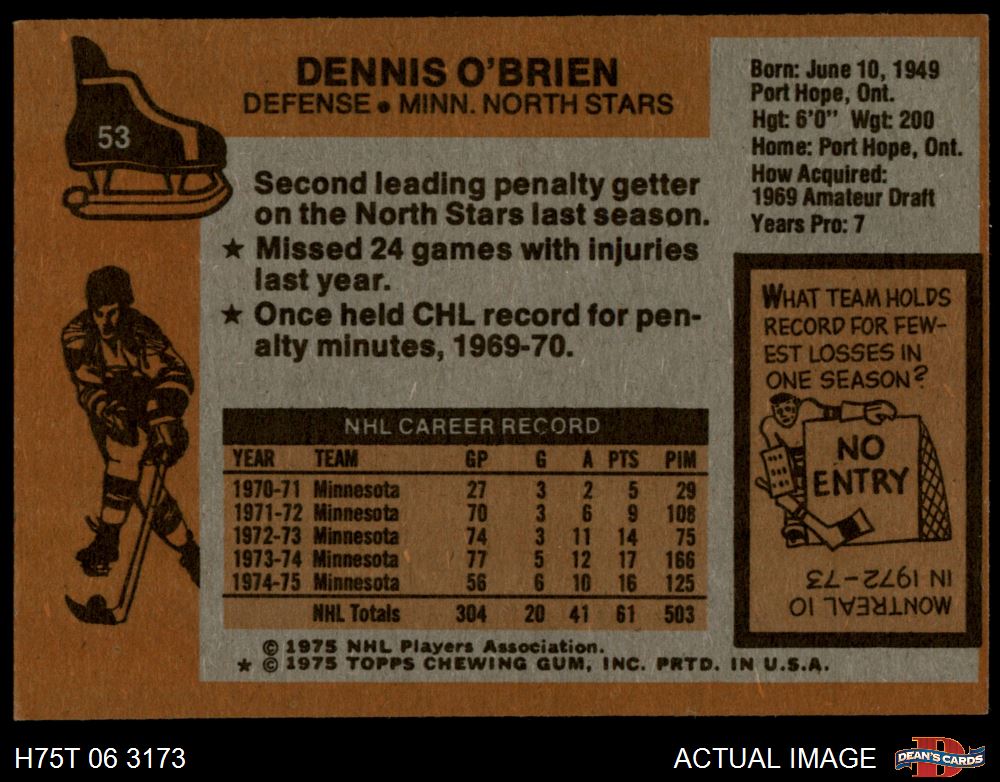 53
DENNIS O'BRIEN
DEFENSE • MINN. NORTH STARS
Born: June 10, 1949
Port Hope, Ont.
Hgt: 6'0" Wgt: 200
Home: Port Hope, Ont.
How Acquired:
1969 Amateur Draft
Years Pro: 7
Second leading penalty getter
on the North Stars last season.
★ Missed 24 games with injuries
last year.
★ Once held CHL record for pen-
alty minutes, 1969-70.
NHL CAREER RECORD
YEAR TEAM GP G A PTS PIM
1970-71 Minnesota 27 3 2 5 29
1971-72 Minnesota 70 3 6 9 108
1972-73 Minnesota 74 3 11 14 75
1973-74 Minnesota 77 5 12 17 166
1974-75 Minnesota 56 6 10 16 125
NHL Totals 304 20 41 61 503
WHAT TEAM HOLDS
RECORD FOR FEW-
EST LOSSES IN
ONE SEASON?
NO
ENTRY
MONTREAL 10
IN 1972-73
© 1975 NHL Players Association.
★ © 1975 TOPPS CHEWING GUM, INC. PRTD. IN U.S.A.
H75T 06 3173
ACTUAL IMAGE
D
DEAN'S CARDS